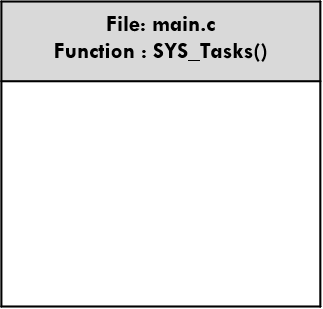 File: main.c
Function : SYS_Tasks()